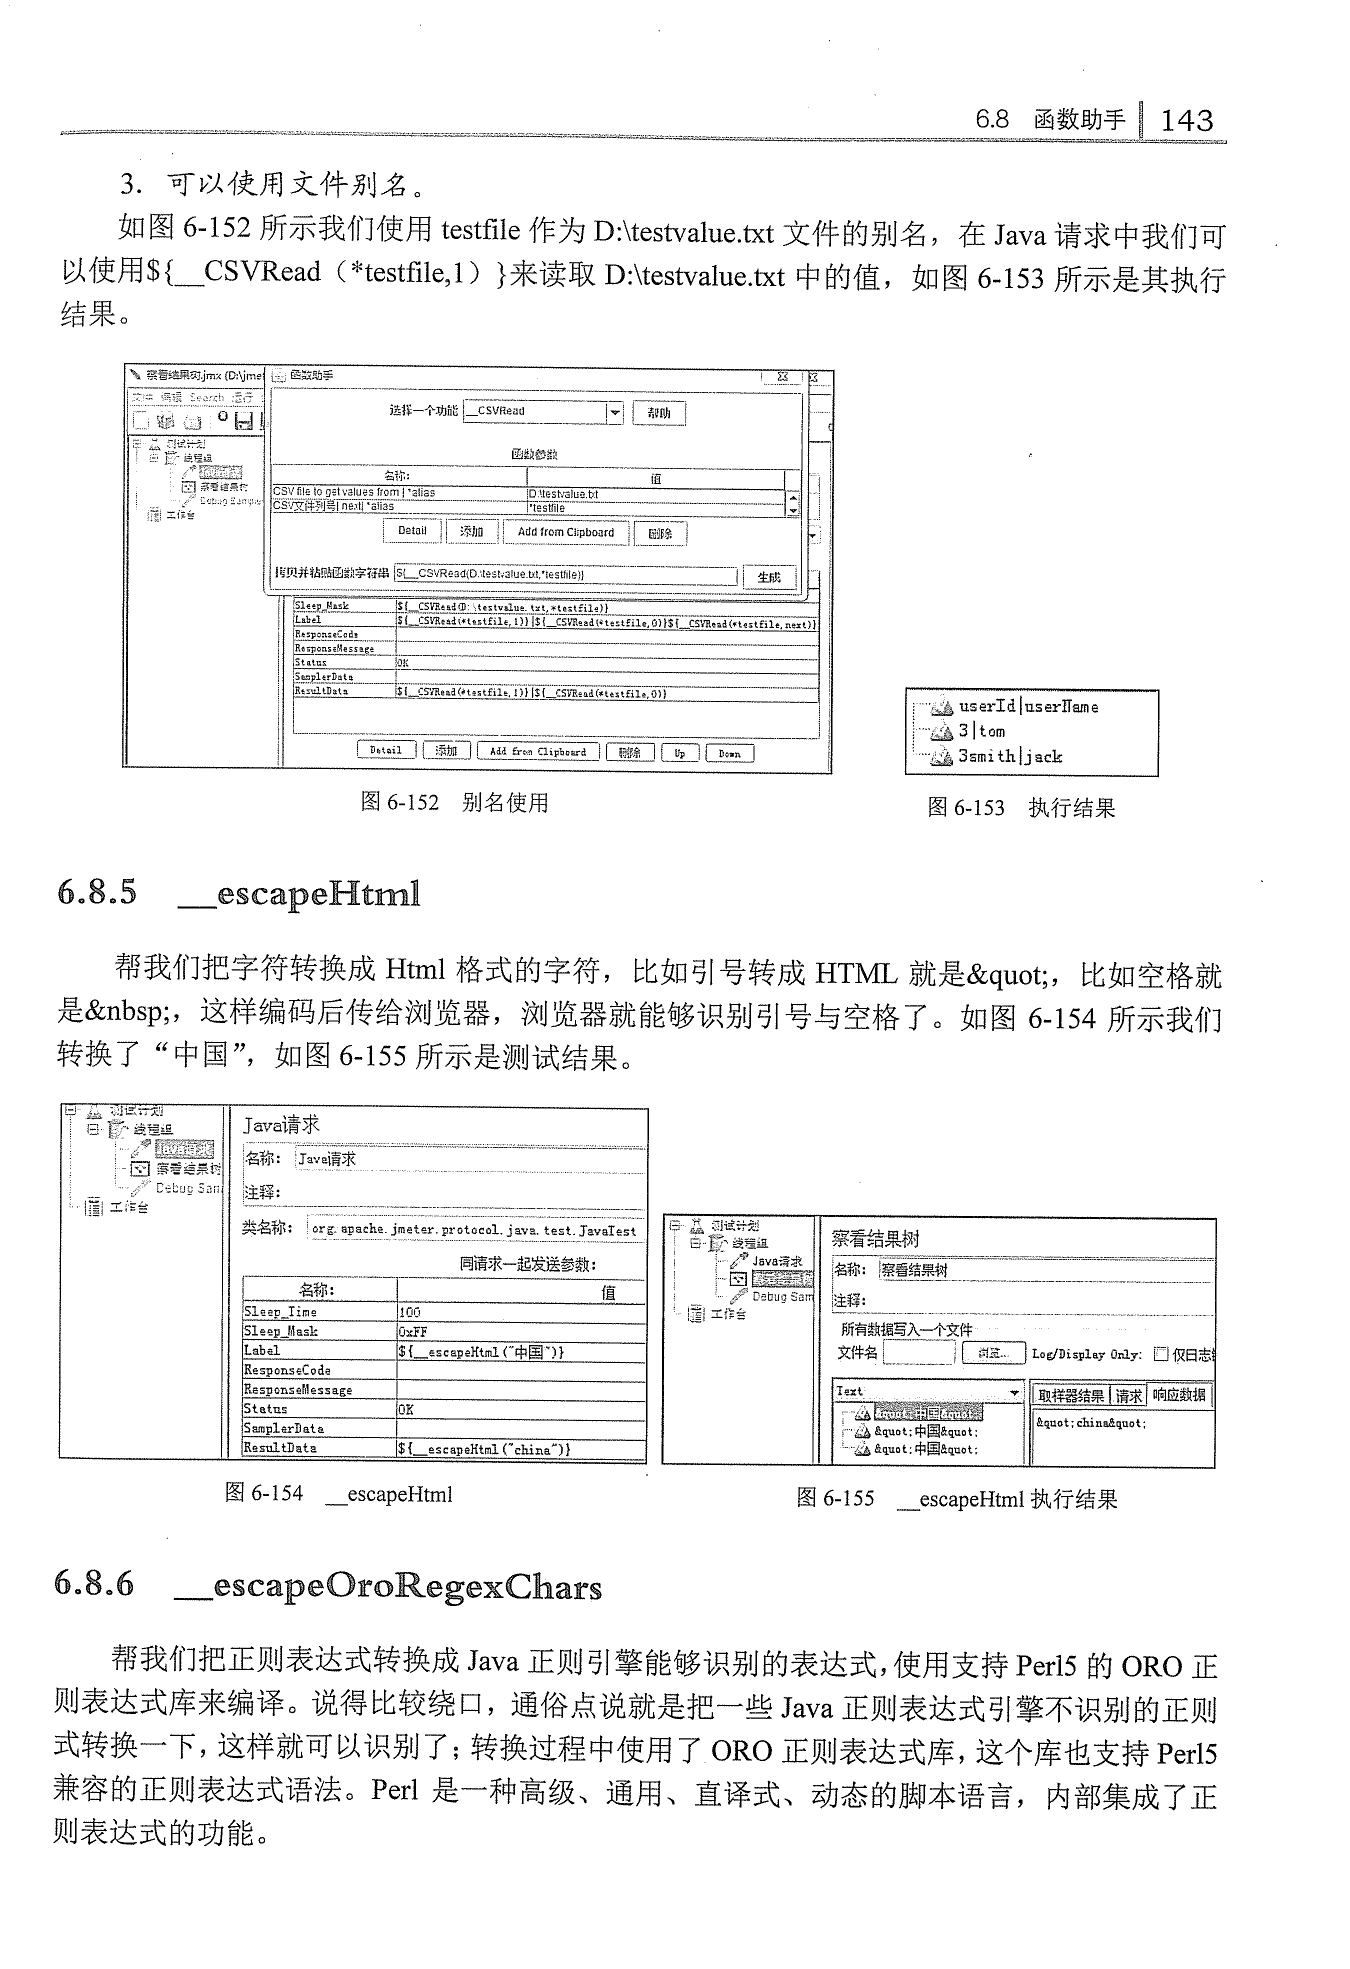 6.8 函数助手 143
3. 可以使用文件别名。
如图 6-152 所示我们使用 testfile 作为 D:\testvalue.txt 文件的别名，在 Java 请求中我们可
以使用${__CSVRead（*testfile,1）}来读取 D:\testvalue.txt 中的值，如图 6-153 所示是其执行
结果。
察看结果树.jmx (D:\jme
函数助手
文件 编辑 Search 运行
选择一个功能 __CSVRead 帮助
测试计划
线程组
函数参数
察看结果树
Debug Sample
工作台
名称: 值
CSV file to get values from | *alias D:\testvalue.txt
CSV文件列号| next| *alias *testfile
Detail 添加 Add from Clipboard 删除
拷贝并粘贴函数字符串 ${__CSVRead(D:\testvalue.txt,*testfile)} 生成
Sleep_Mask ${__CSVRead(D:\testvalue.txt,*testfile)}
Label ${__CSVRead(*testfile,1)}|${__CSVRead(*testfile,0)}${__CSVRead(*testfile,next)}
ResponseCode
ResponseMessage
Status OK
SamplerData
ResultData ${__CSVRead(*testfile,1)}|${__CSVRead(*testfile,0)}
Detail 添加 Add from Clipboard 删除 Up Down
userId|userName
3|tom
3smith|jack
图 6-152 别名使用
图 6-153 执行结果
6.8.5 __escapeHtml
帮我们把字符转换成 Html 格式的字符，比如引号转成 HTML 就是&quot;，比如空格就
是&nbsp;，这样编码后传给浏览器，浏览器就能够识别引号与空格了。如图 6-154 所示我们
转换了“中国”，如图 6-155 所示是测试结果。
测试计划
线程组
Java请求
察看结果树
Debug Sam
工作台
Java请求
名称: Java请求
注释:
类名称: org.apache.jmeter.protocol.java.test.JavaTest
同请求一起发送参数:
名称: 值
Sleep_Time 100
Sleep_Mask 0xFF
Label ${__escapeHtml("中国")}
ResponseCode
ResponseMessage
Status OK
SamplerData
ResultData ${__escapeHtml("china")}
测试计划
线程组
Java请求
Debug Sam
工作台
察看结果树
名称: 察看结果树
注释:
所有数据写入一个文件
文件名 浏览... Log/Display Only: 仅日志
Text 取样器结果 请求 响应数据
&quot;中国&quot;
&quot;中国&quot;
&quot;中国&quot;
&quot;china&quot;
图 6-154 __escapeHtml
图 6-155 __escapeHtml 执行结果
6.8.6 __escapeOroRegexChars
帮我们把正则表达式转换成 Java 正则引擎能够识别的表达式，使用支持 Perl5 的 ORO 正
则表达式库来编译。说得比较绕口，通俗点说就是把一些 Java 正则表达式引擎不识别的正则
式转换一下，这样就可以识别了；转换过程中使用了 ORO 正则表达式库，这个库也支持 Perl5
兼容的正则表达式语法。Perl 是一种高级、通用、直译式、动态的脚本语言，内部集成了正
则表达式的功能。